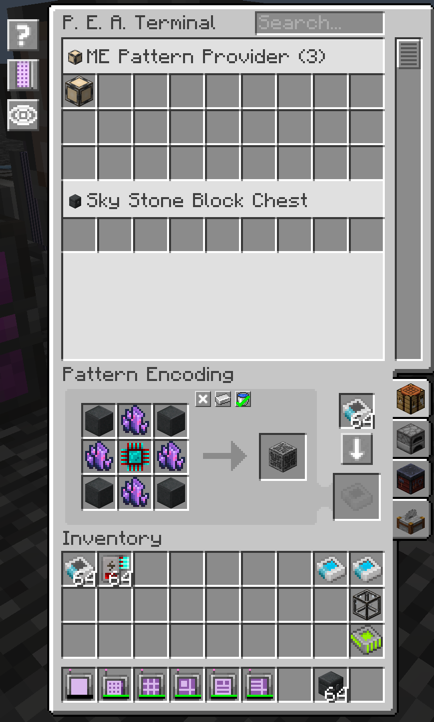 ?
P. E. A. Terminal
Search...
ME Pattern Provider (3)
Sky Stone Block Chest
Pattern Encoding
64
Inventory
64 64
64